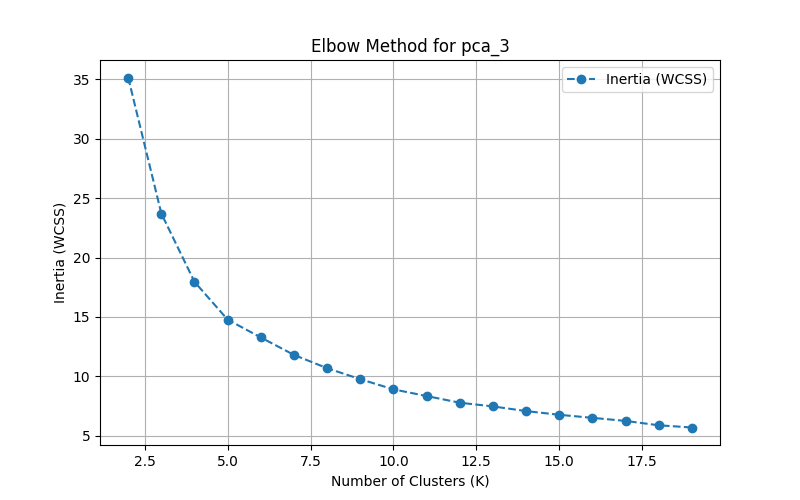 Elbow Method for pca_3
Inertia (WCSS)
35
30
25
20
15
10
5
Inertia (WCSS)
2.5 5.0 7.5 10.0 12.5 15.0 17.5
Number of Clusters (K)